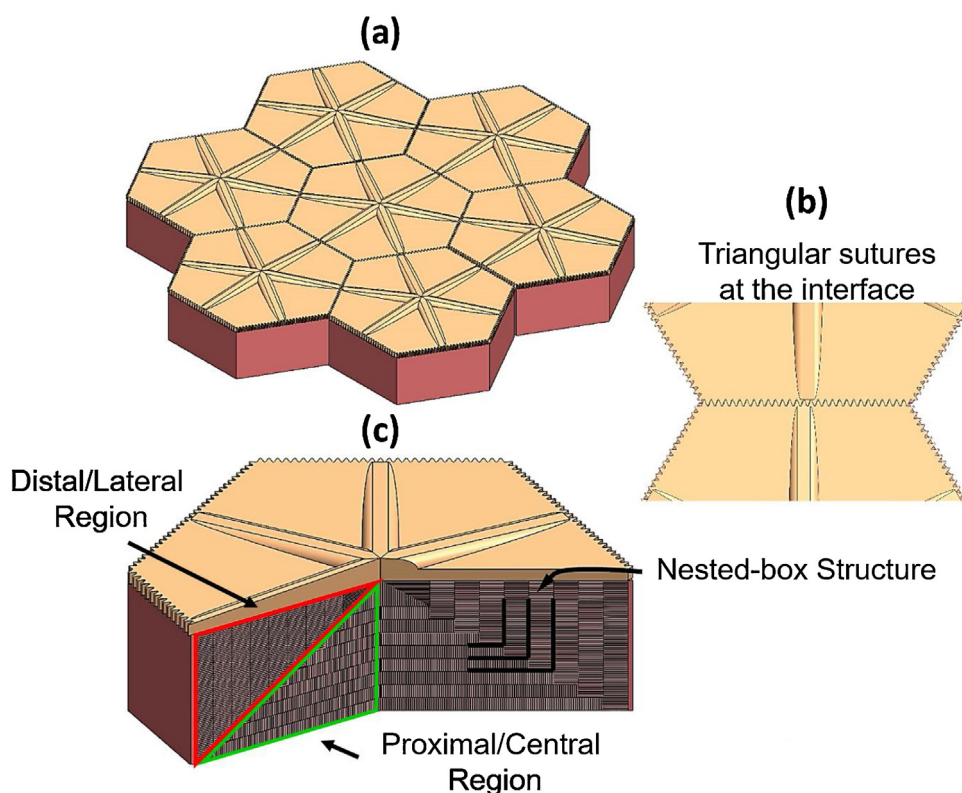 (a)
(b)
Triangular sutures
at the interface
(c)
Distal/Lateral
Region
Nested-box Structure
Proximal/Central
Region